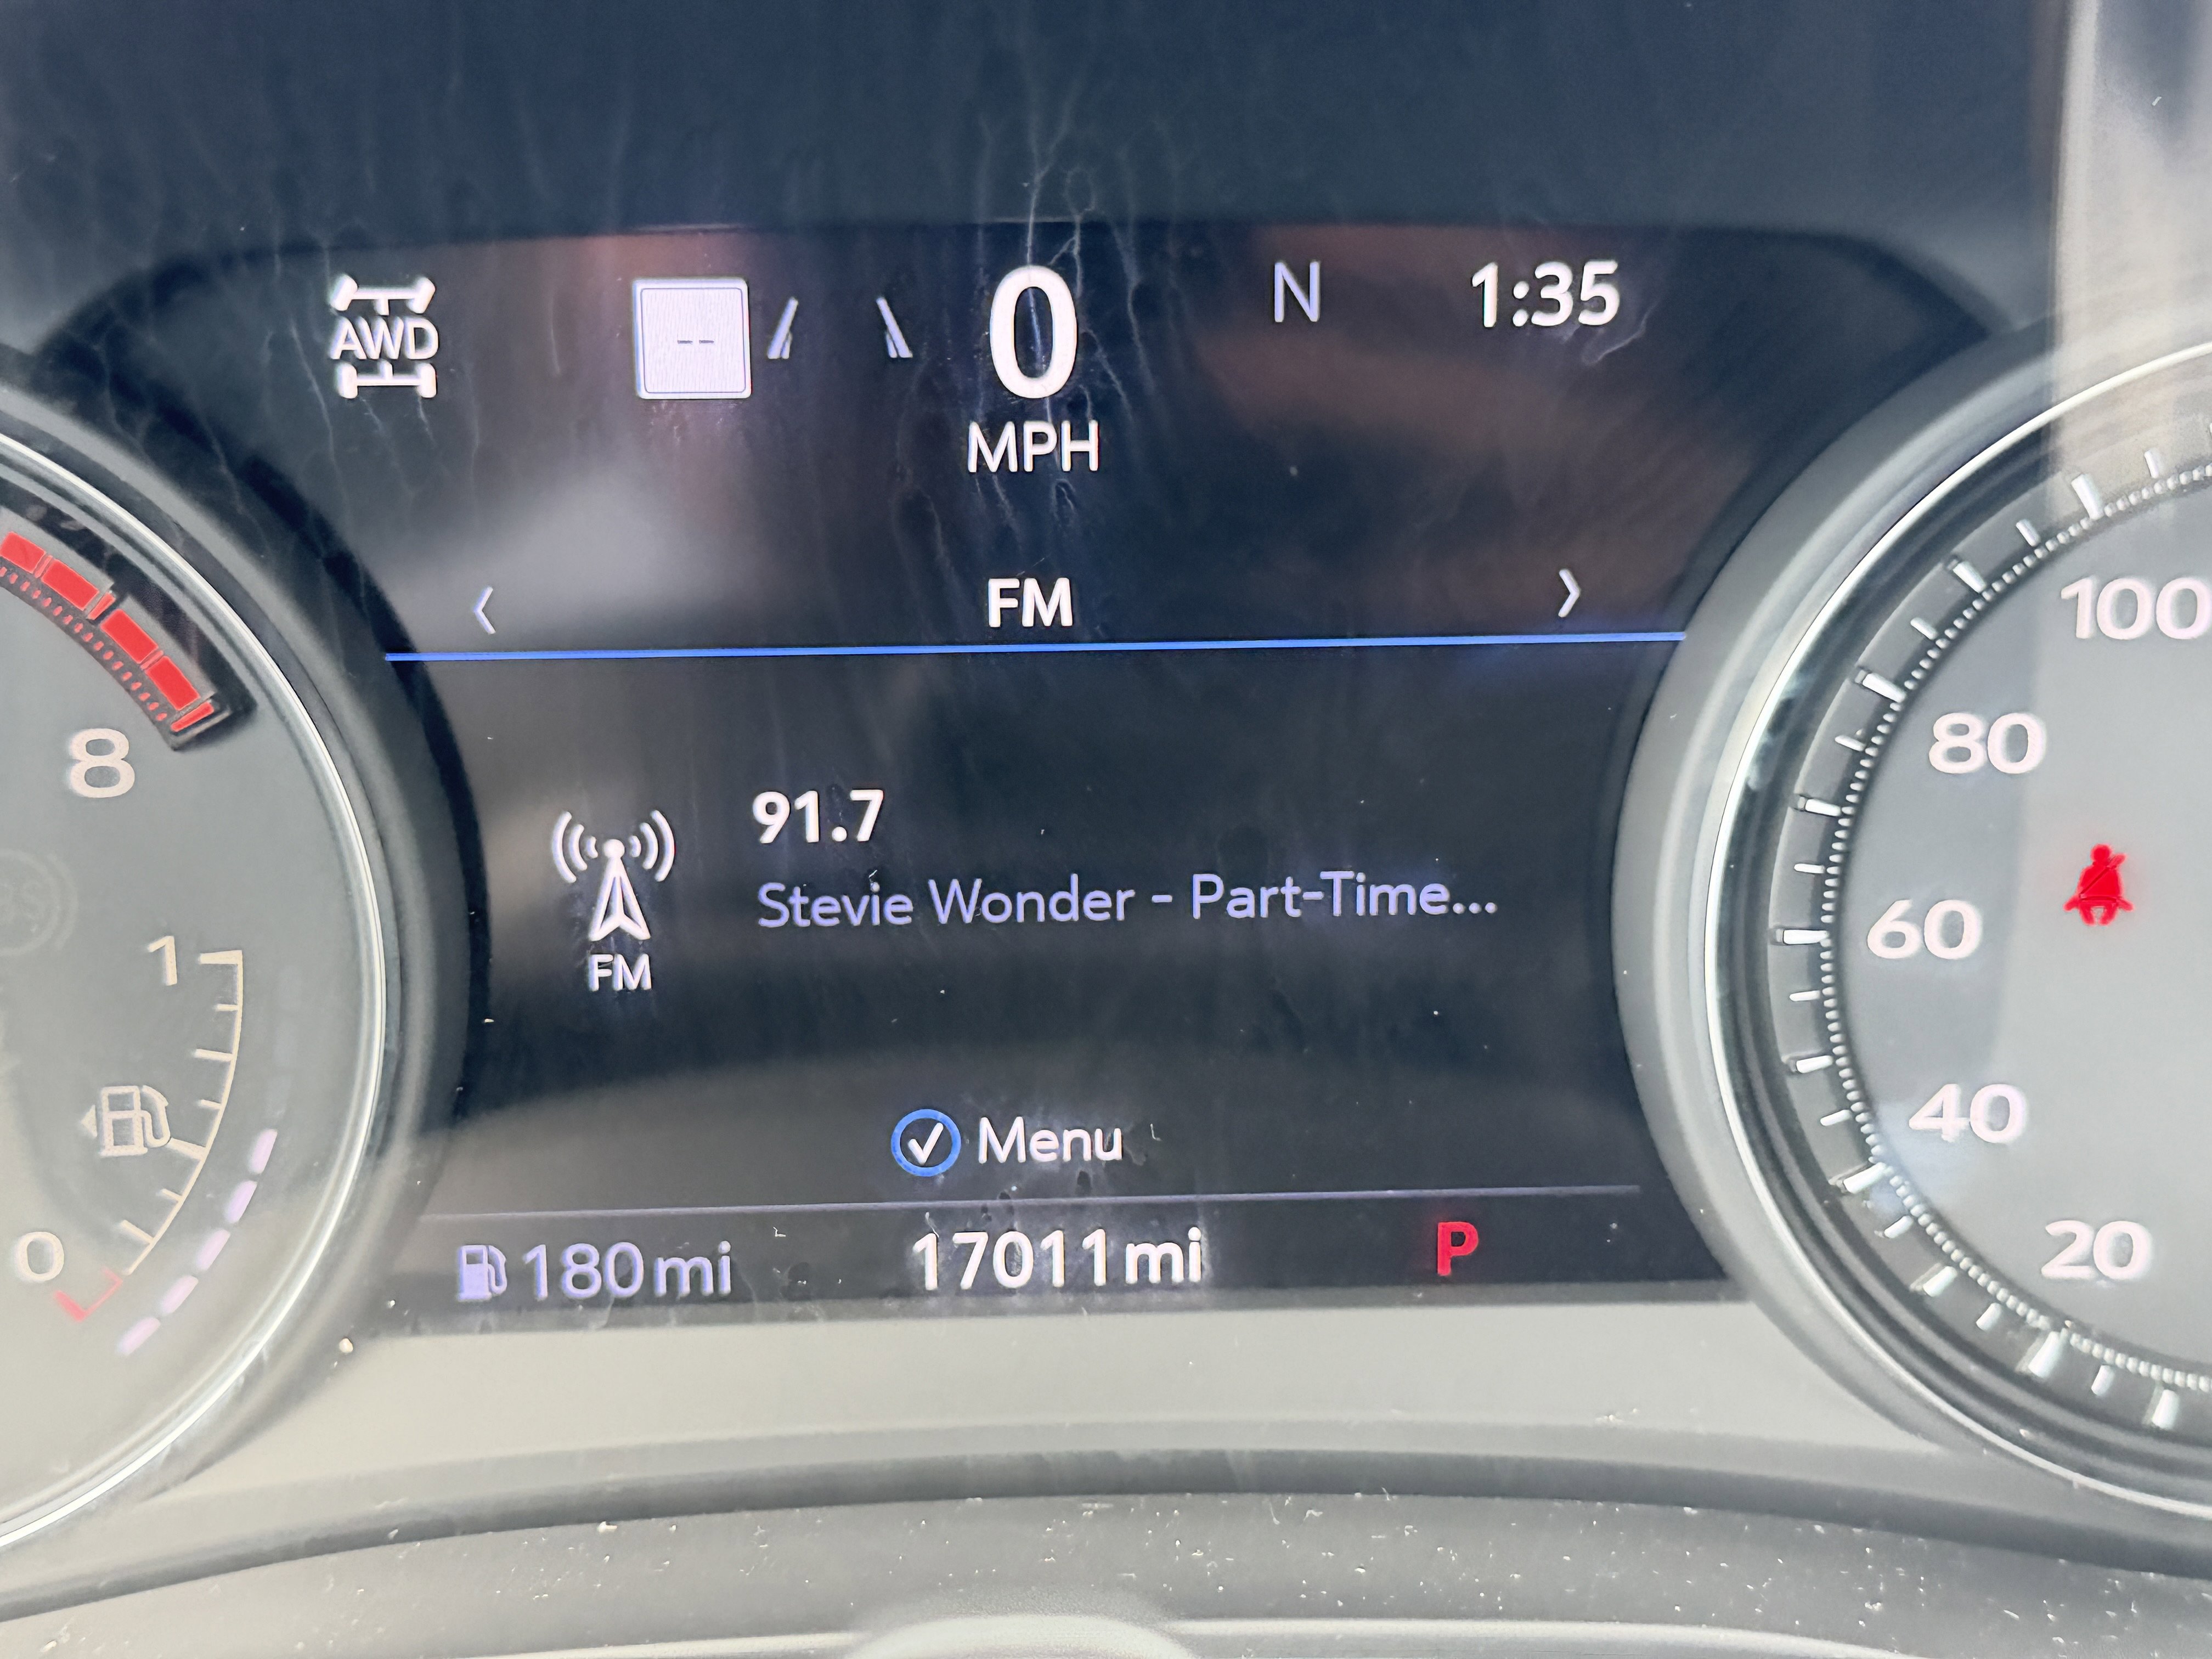 AWD
--
0
MPH
N
1:35
FM
91.7
Stevie Wonder - Part-Time...
FM
Menu
180mi
17011mi
P
8
1
0
100
80
60
40
20